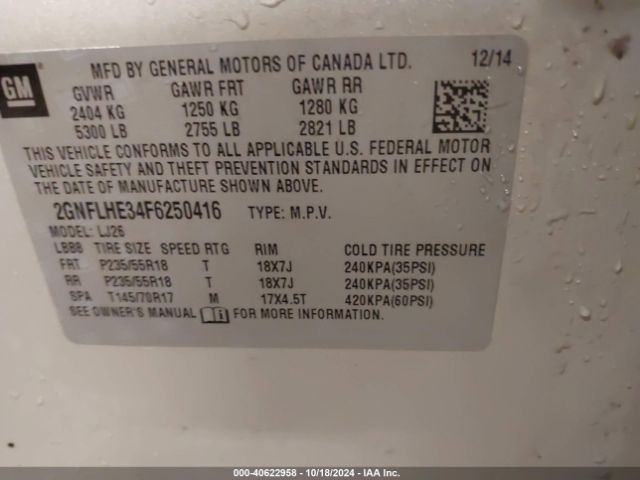 GM
MFD BY GENERAL MOTORS OF CANADA LTD. 12/14
GVWR GAWR FRT GAWR RR
2404 KG 1250 KG 1280 KG
5300 LB 2755 LB 2821 LB
THIS VEHICLE CONFORMS TO ALL APPLICABLE U.S. FEDERAL MOTOR
VEHICLE SAFETY AND THEFT PREVENTION STANDARDS IN EFFECT ON
THE DATE OF MANUFACTURE SHOWN ABOVE.
2GNFLHE34F6250416 TYPE: M.P.V.
MODEL: LJ26
LBB8 TIRE SIZE SPEED RTG RIM COLD TIRE PRESSURE
FRT P235/55R18 T 18X7J 240KPA(35PSI)
RR P235/55R18 T 18X7J 240KPA(35PSI)
SPA T145/70R17 M 17X4.5T 420KPA(60PSI)
SEE OWNER'S MANUAL FOR MORE INFORMATION.
000-40622958 - 10/18/2024 - IAAI.COM